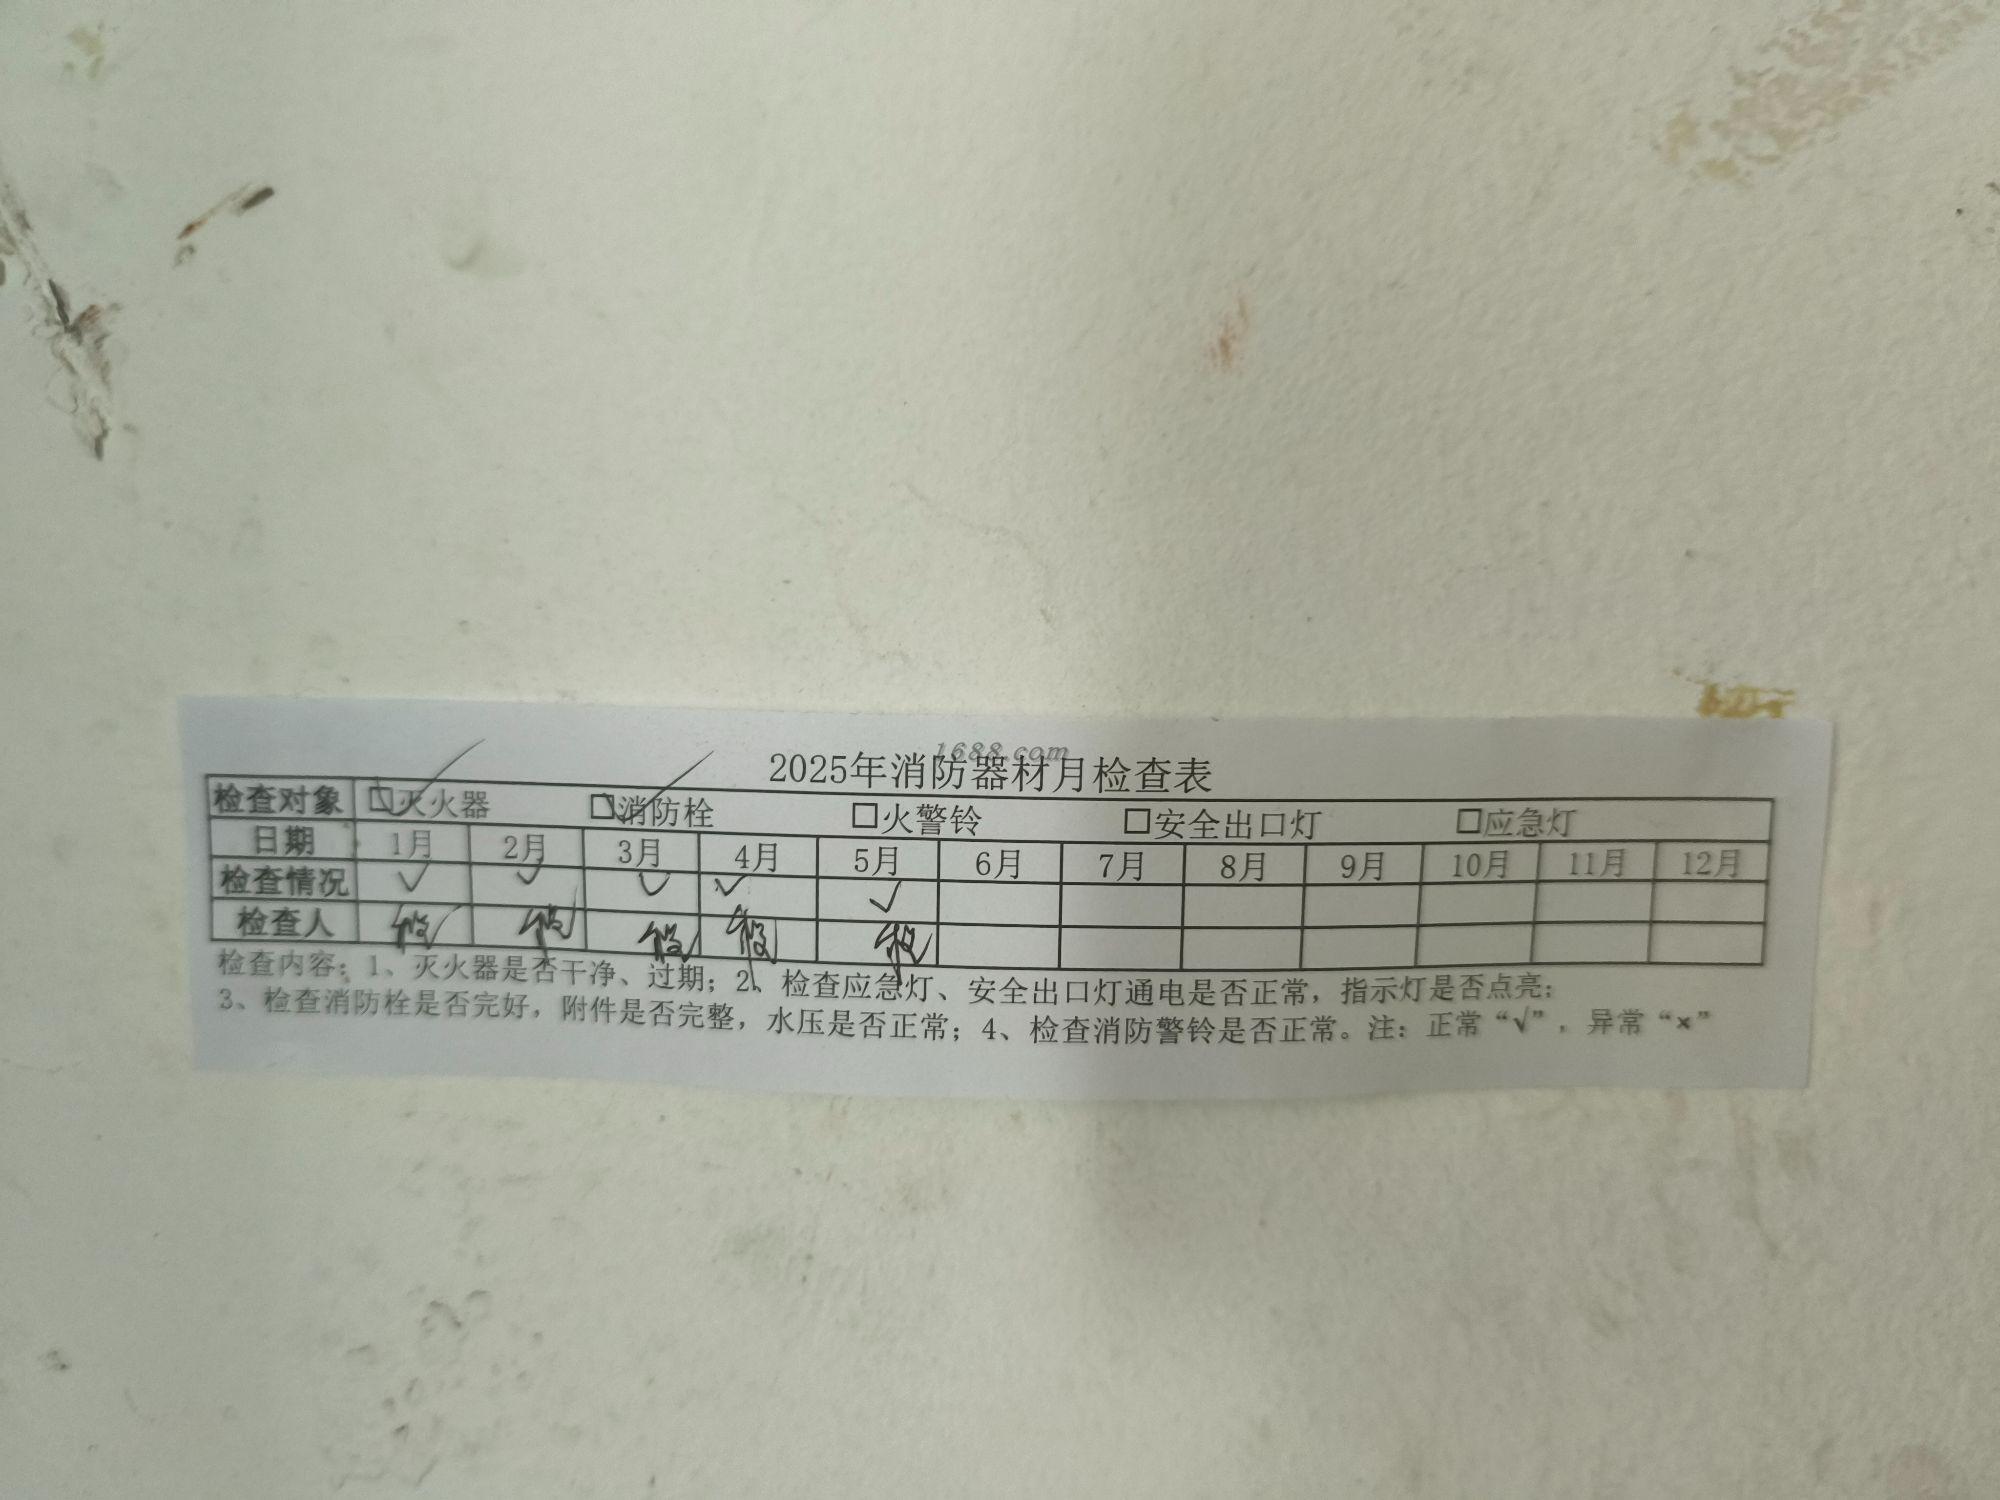 1688.com
2025年消防器材月检查表
检查对象 ☑灭火器 ☑消防栓 □火警铃 □安全出口灯 □应急灯
日期 1月 2月 3月 4月 5月 6月 7月 8月 9月 10月 11月 12月
检查情况 ✓ ✓ ✓ ✓ ✓
检查人
检查内容：1、灭火器是否干净、过期；2、检查应急灯、安全出口灯通电是否正常，指示灯是否点亮；
3、检查消防栓是否完好，附件是否完整，水压是否正常；4、检查消防警铃是否正常。注：正常“√”，异常“×”